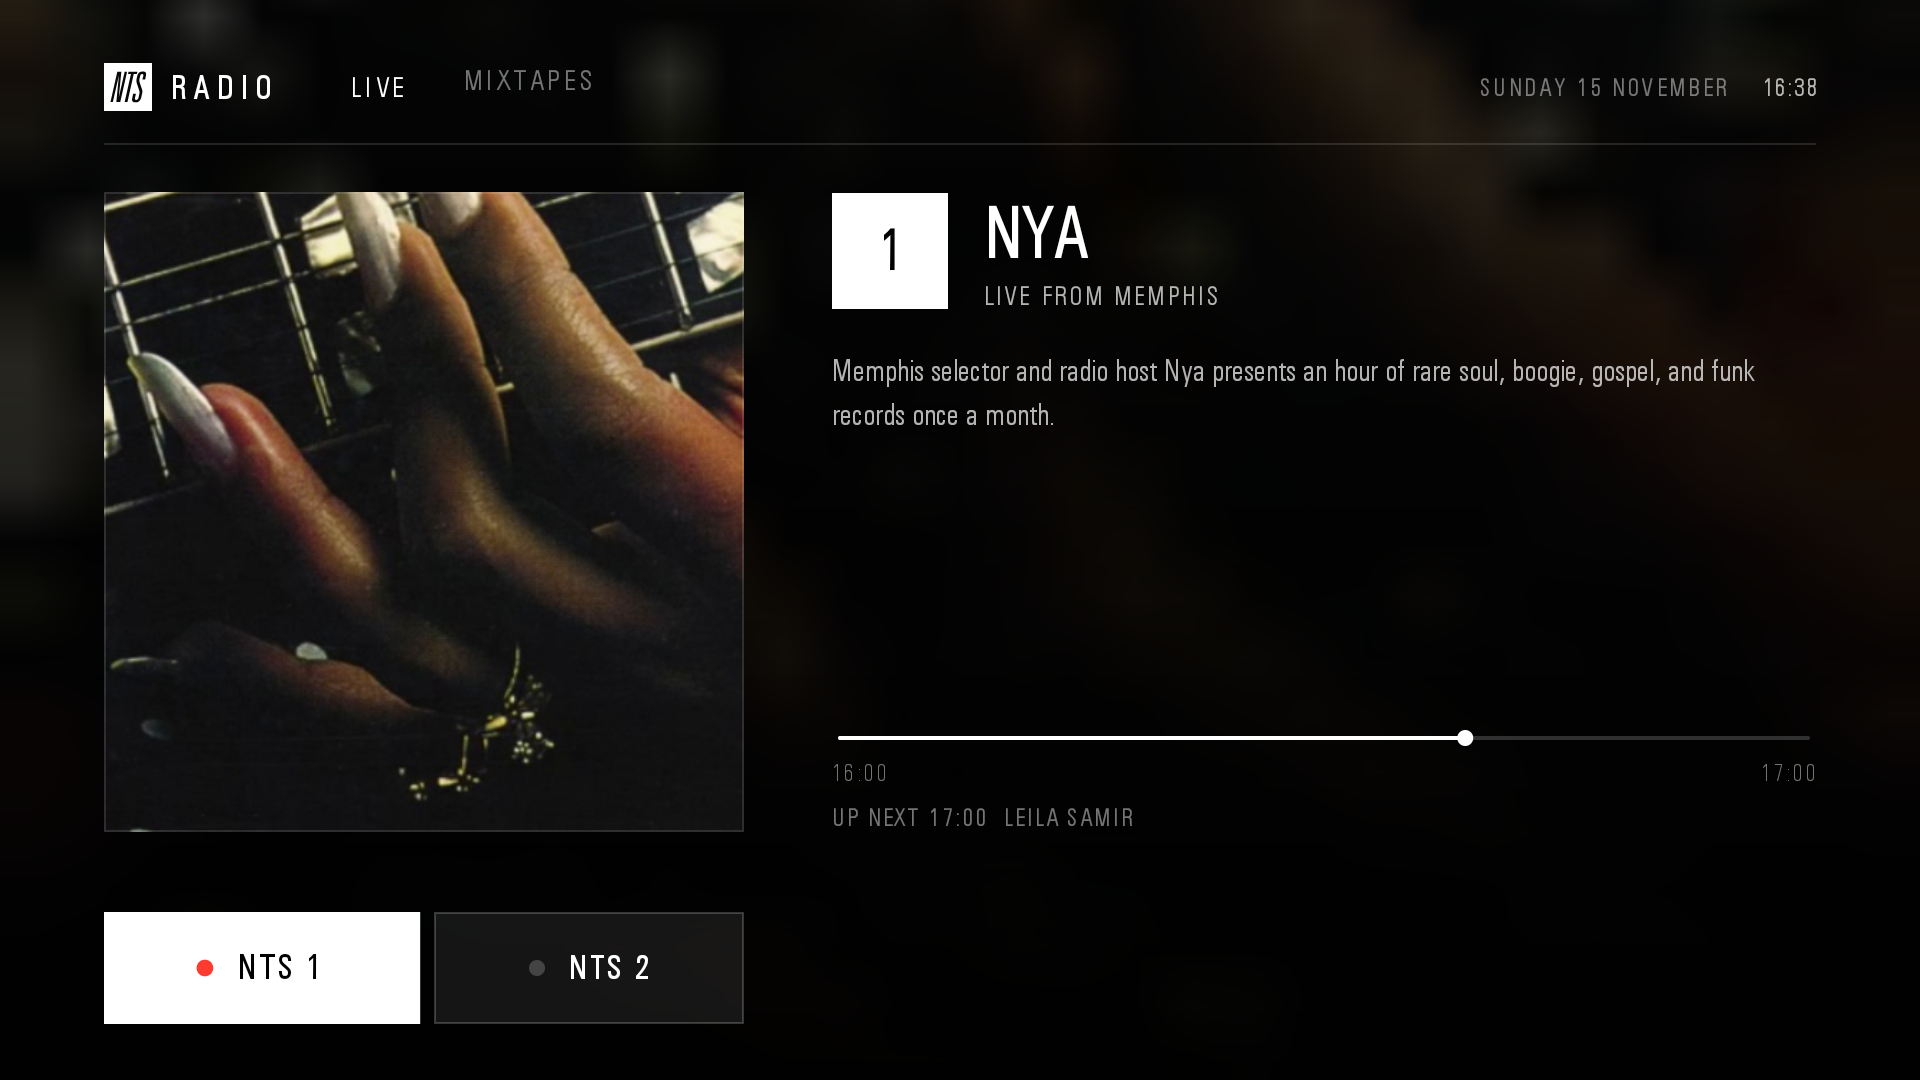 NTS RADIO LIVE MIXTAPES SUNDAY 15 NOVEMBER 16:38
1 NYA
LIVE FROM MEMPHIS
Memphis selector and radio host Nya presents an hour of rare soul, boogie, gospel, and funk
records once a month.
16:00 17:00
UP NEXT 17:00 LEILA SAMIR
NTS 1 NTS 2